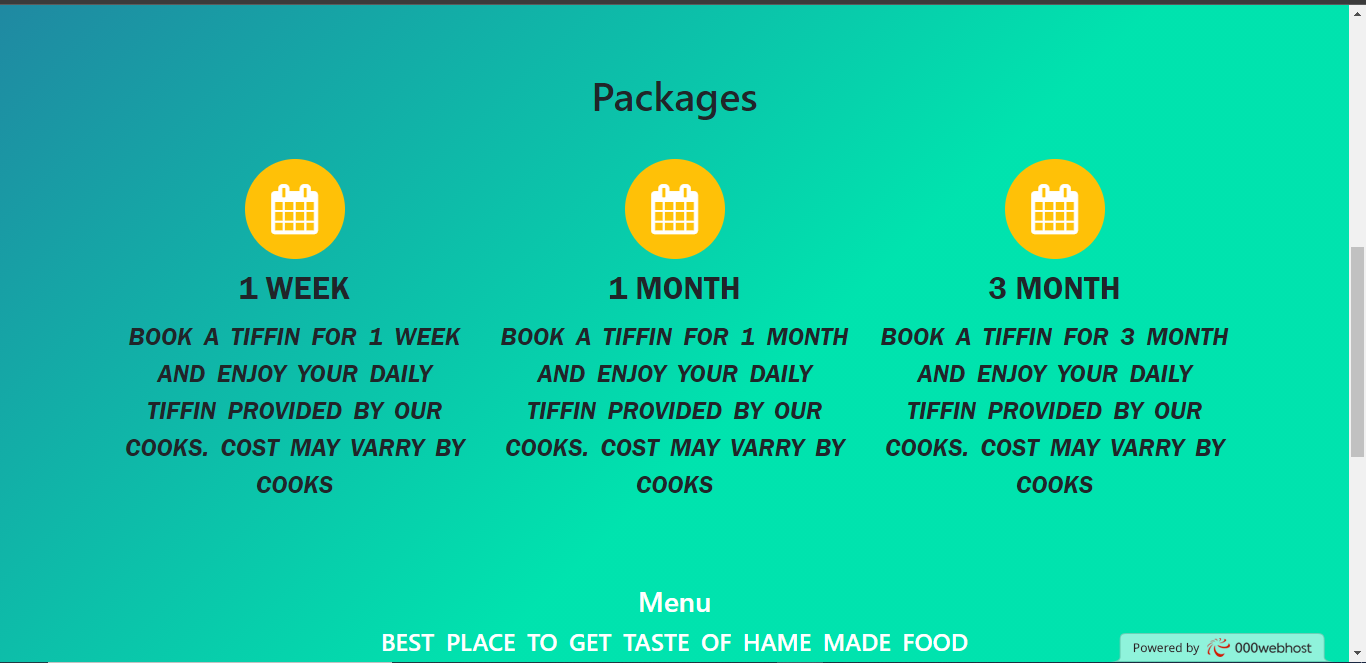 Packages
1 WEEK
BOOK A TIFFIN FOR 1 WEEK
AND ENJOY YOUR DAILY
TIFFIN PROVIDED BY OUR
COOKS. COST MAY VARRY BY
COOKS
1 MONTH
BOOK A TIFFIN FOR 1 MONTH
AND ENJOY YOUR DAILY
TIFFIN PROVIDED BY OUR
COOKS. COST MAY VARRY BY
COOKS
3 MONTH
BOOK A TIFFIN FOR 3 MONTH
AND ENJOY YOUR DAILY
TIFFIN PROVIDED BY OUR
COOKS. COST MAY VARRY BY
COOKS
Menu
BEST PLACE TO GET TASTE OF HAME MADE FOOD
Powered by 000webhost